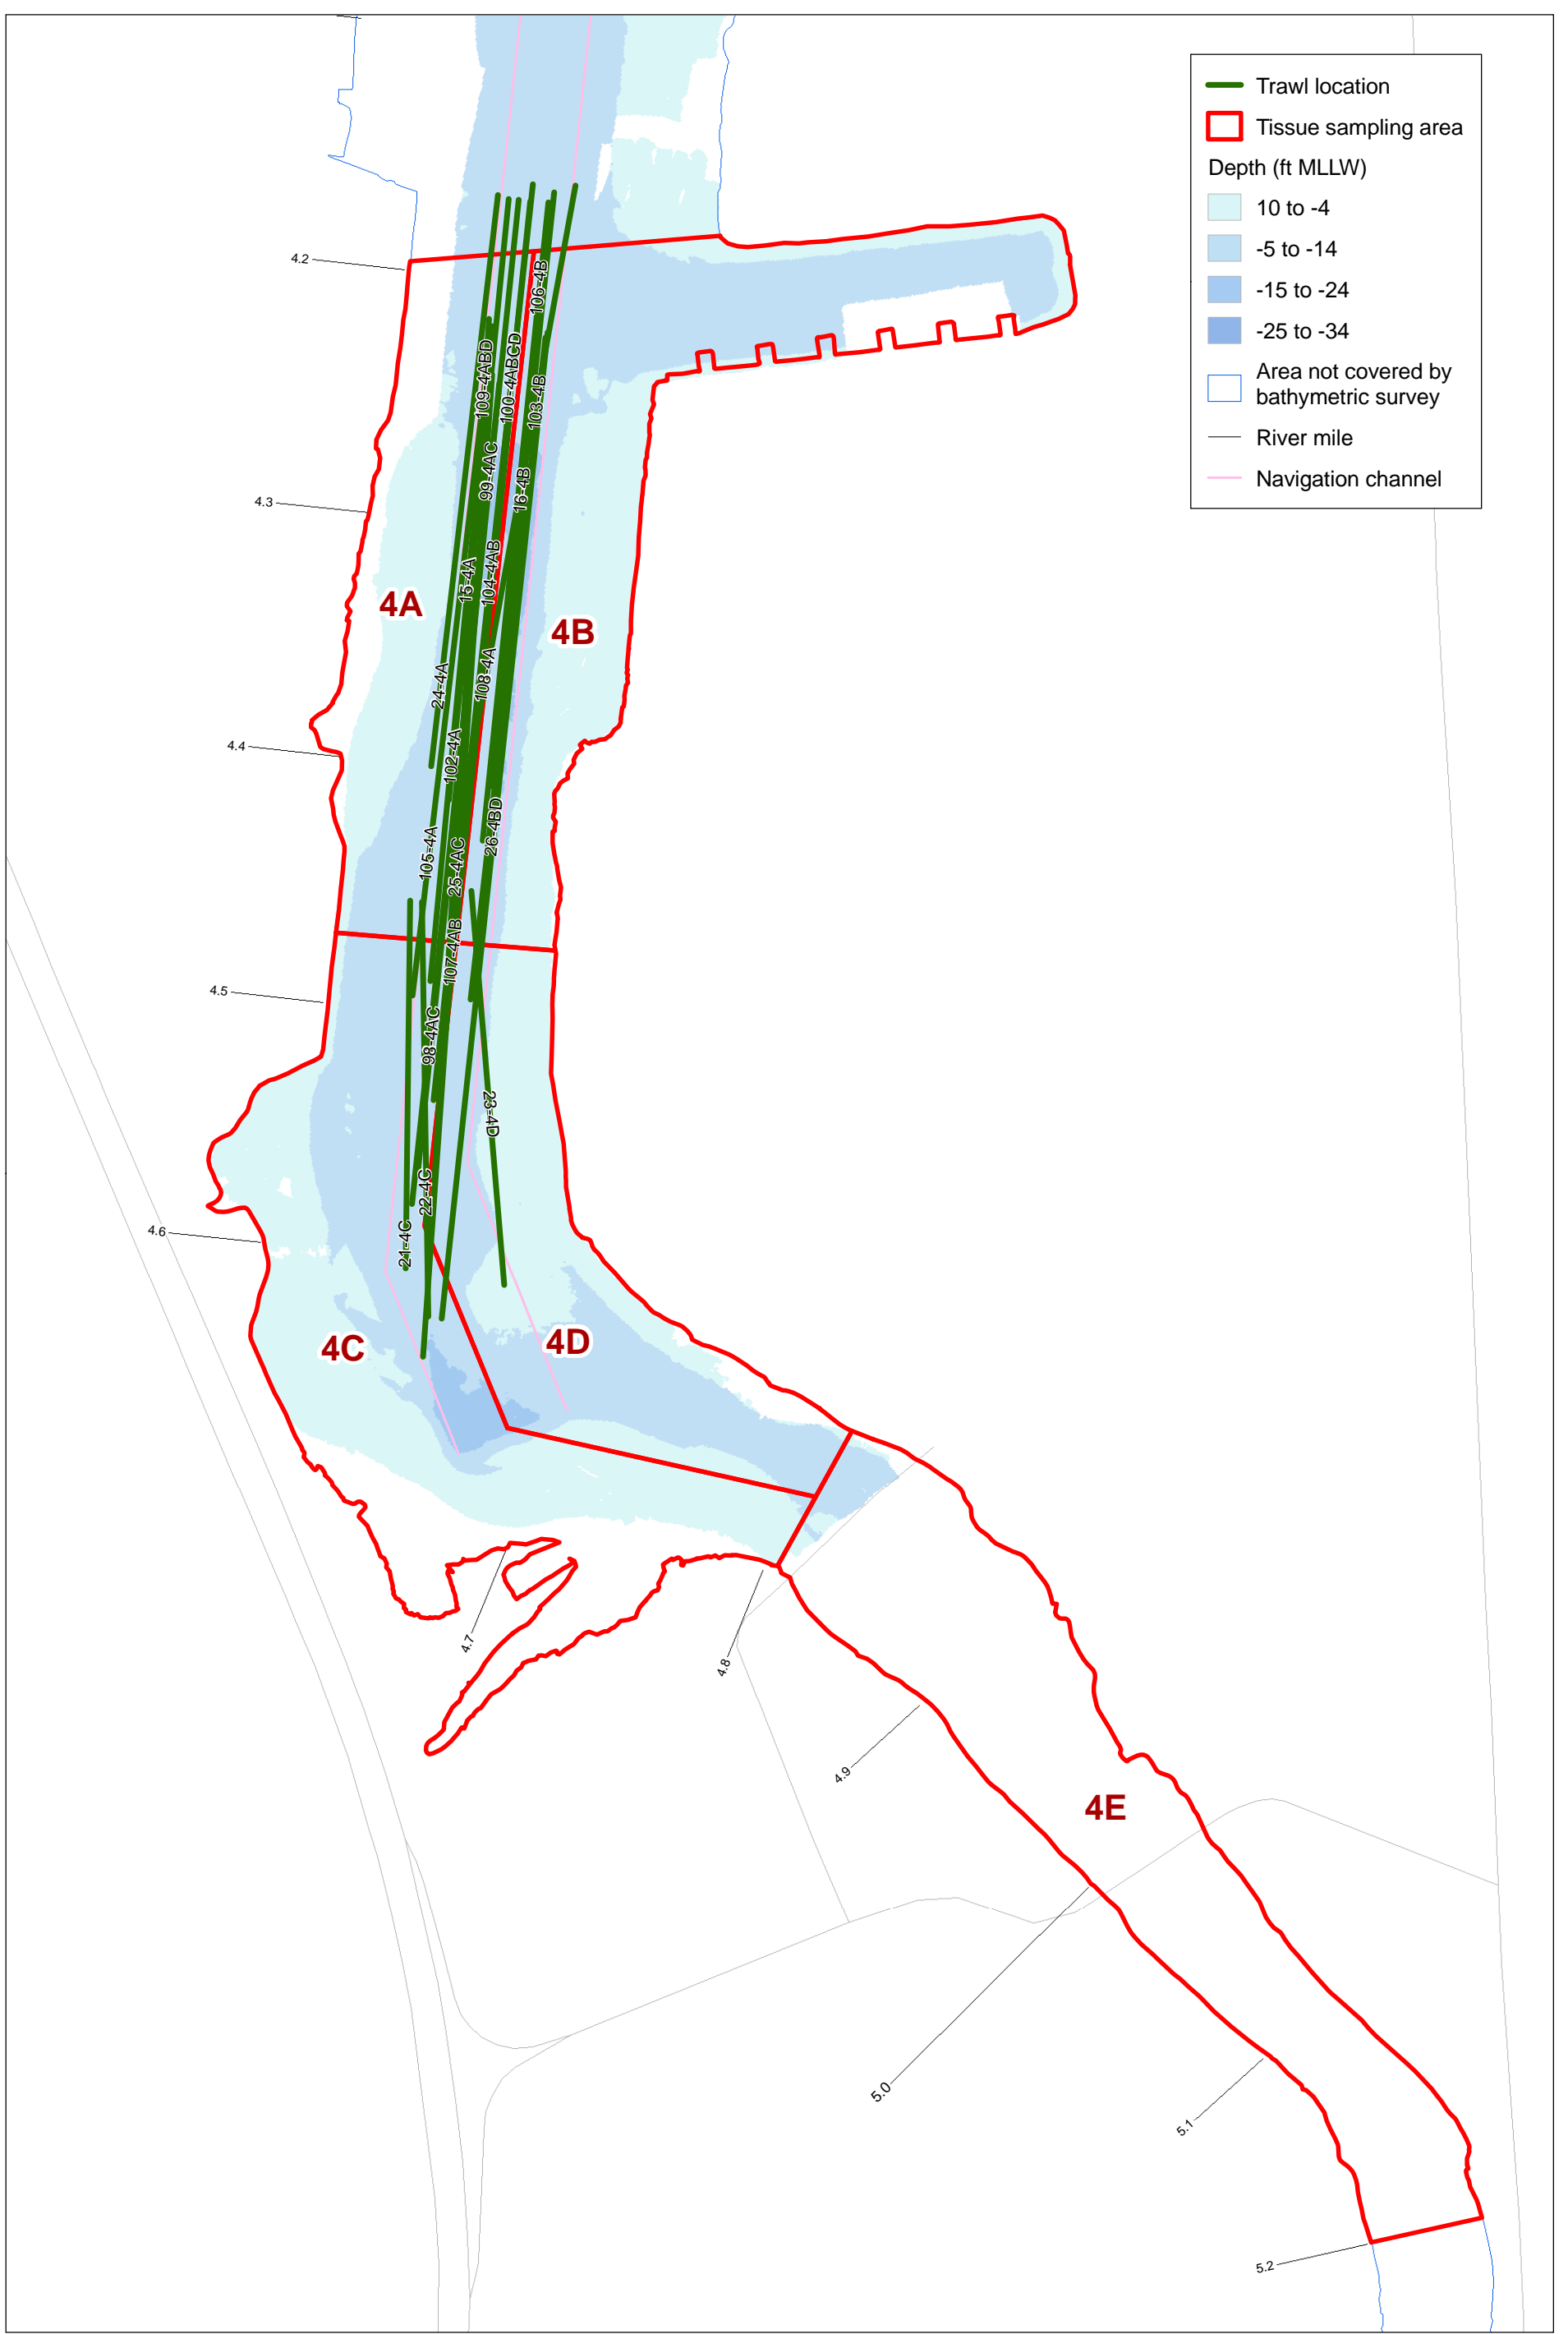 Trawl location
Tissue sampling area
Depth (ft MLLW)
10 to -4
-5 to -14
-15 to -24
-25 to -34
Area not covered by
bathymetric survey
River mile
Navigation channel
4.2
106-4B
109-4ABD
100-4ABCD
103-4B
99-4AC
16-4B
4.3
15-4A
104-4AB
4A
4B
108-4A
24-4A
4.4
102-4A
26-4BD
105-4A
25-4AC
107-4AB
4.5
98-4AC
23-4D
22-4C
4.6
21-4C
4C
4D
4.7
4.8
4.9
4E
5.0
5.1
5.2